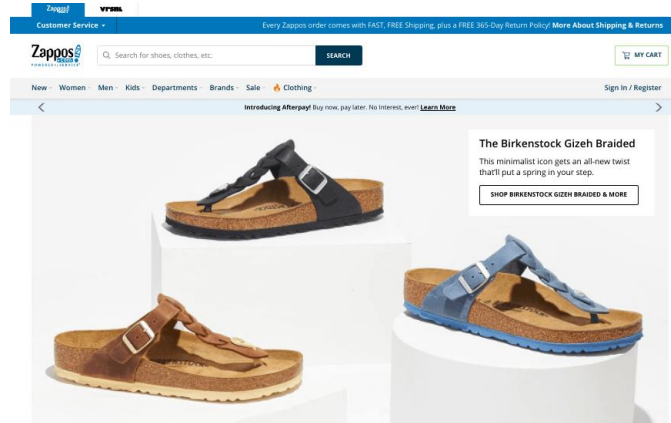 Zappos
VRSNL
Customer Service
Every Zappos order comes with FAST, FREE Shipping, plus a FREE 365-Day Return Policy! More About Shipping & Returns
Zappos
.com
POWERED by SERVICE
Search for shoes, clothes, etc.
SEARCH
MY CART
New Women Men Kids Departments Brands Sale Clothing
Sign In / Register
Introducing Afterpay! Buy now, pay later. No Interest, ever! Learn More
The Birkenstock Gizeh Braided
This minimalist icon gets an all-new twist
that'll put a spring in your step.
SHOP BIRKENSTOCK GIZEH BRAIDED & MORE